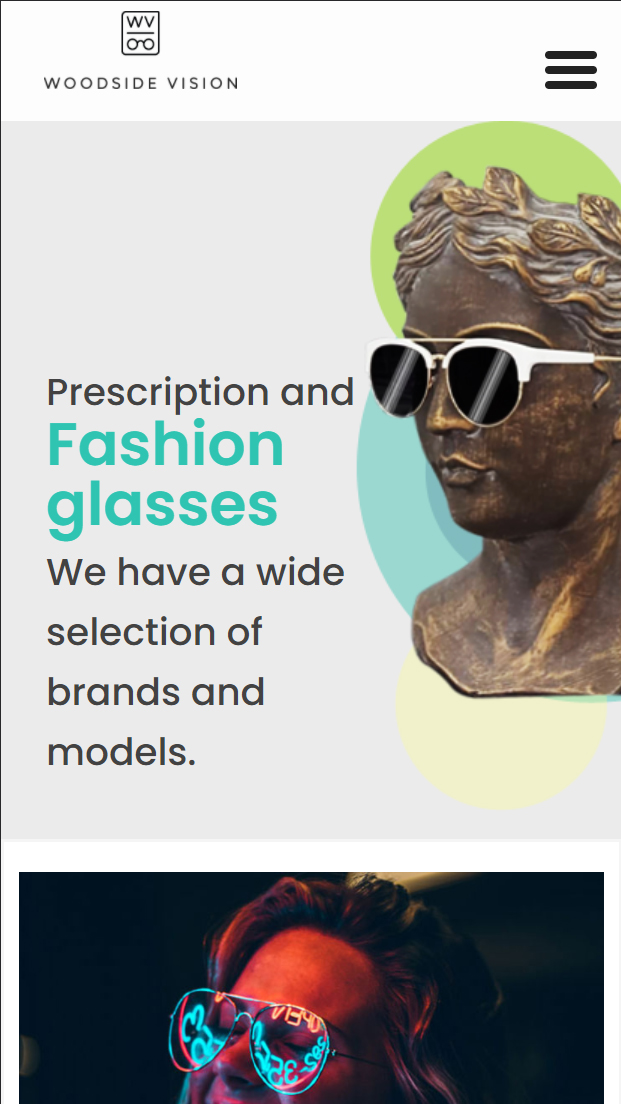 WV
WOODSIDE VISION
Prescription and
Fashion
glasses
We have a wide
selection of
brands and
models.